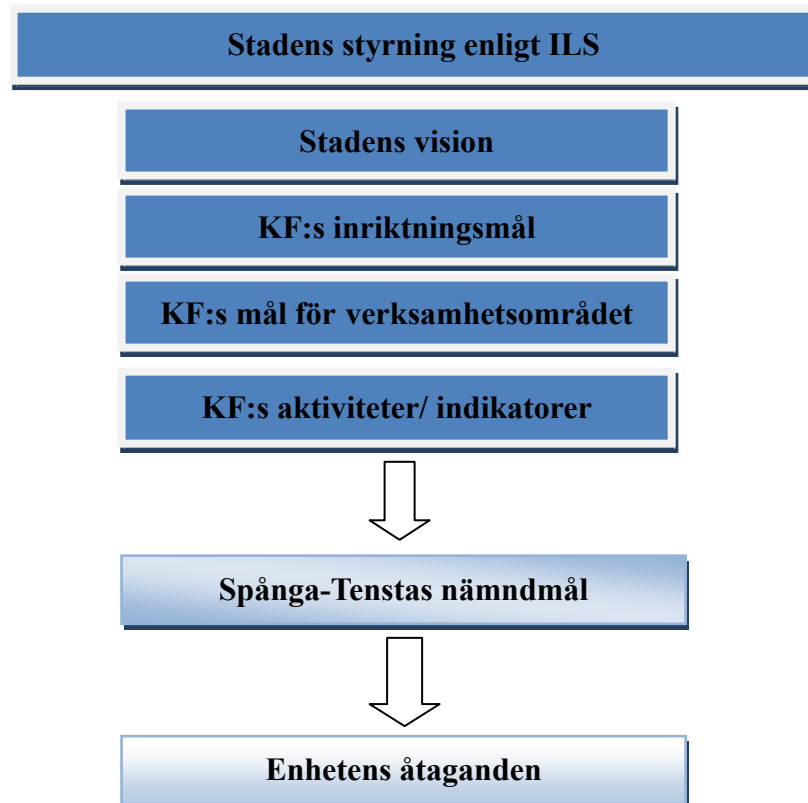 Stadens styrning enligt ILS
Stadens vision
KF:s inriktningsmål
KF:s mål för verksamhetsområdet
KF:s aktiviteter/ indikatorer
Spånga-Tenstas nämndmål
Enhetens åtaganden